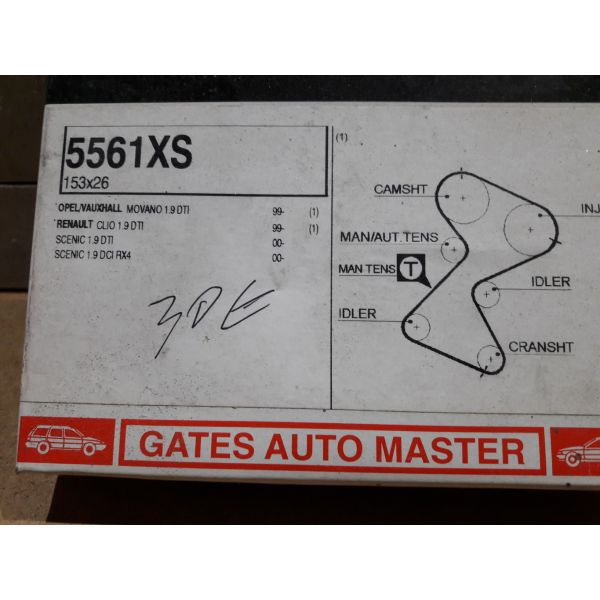 5561XS
153x26
OPEL/VAUXHALL MOVANO 1.9 DTI 99- (1)
RENAULT CLIO 1.9 DTI 99- (1)
SCENIC 1.9 DTI 00-
SCENIC 1.9 DCI RX4 00-
(1)
CAMSHT
INJ
MAN/AUT.TENS
MAN TENS T
IDLER
IDLER
CRANSHT
GATES AUTO MASTER